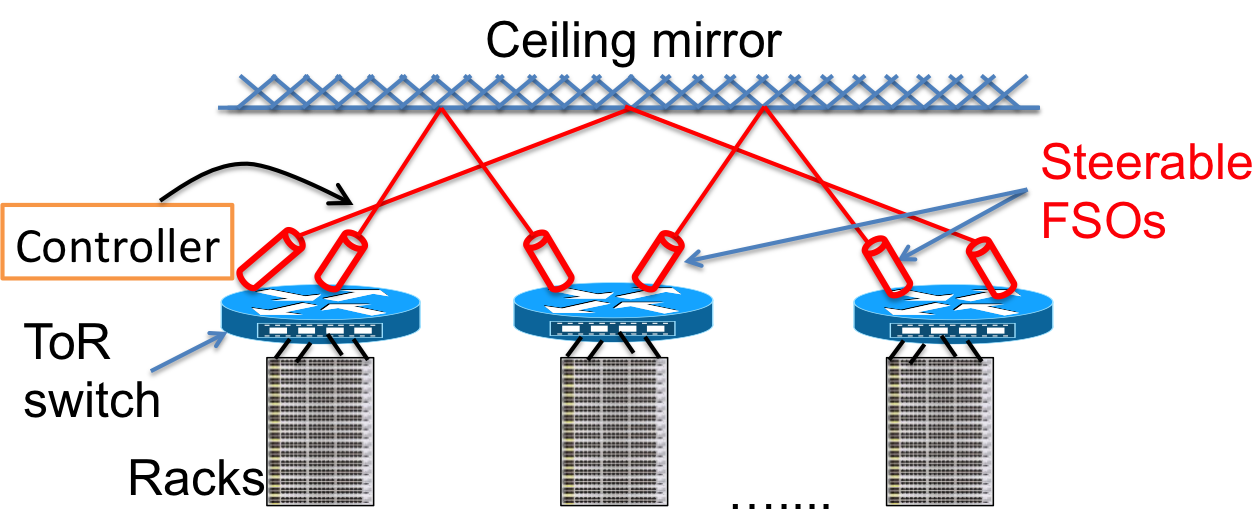 Ceiling mirror
Steerable
FSOs
Controller
ToR
switch
Racks
.......